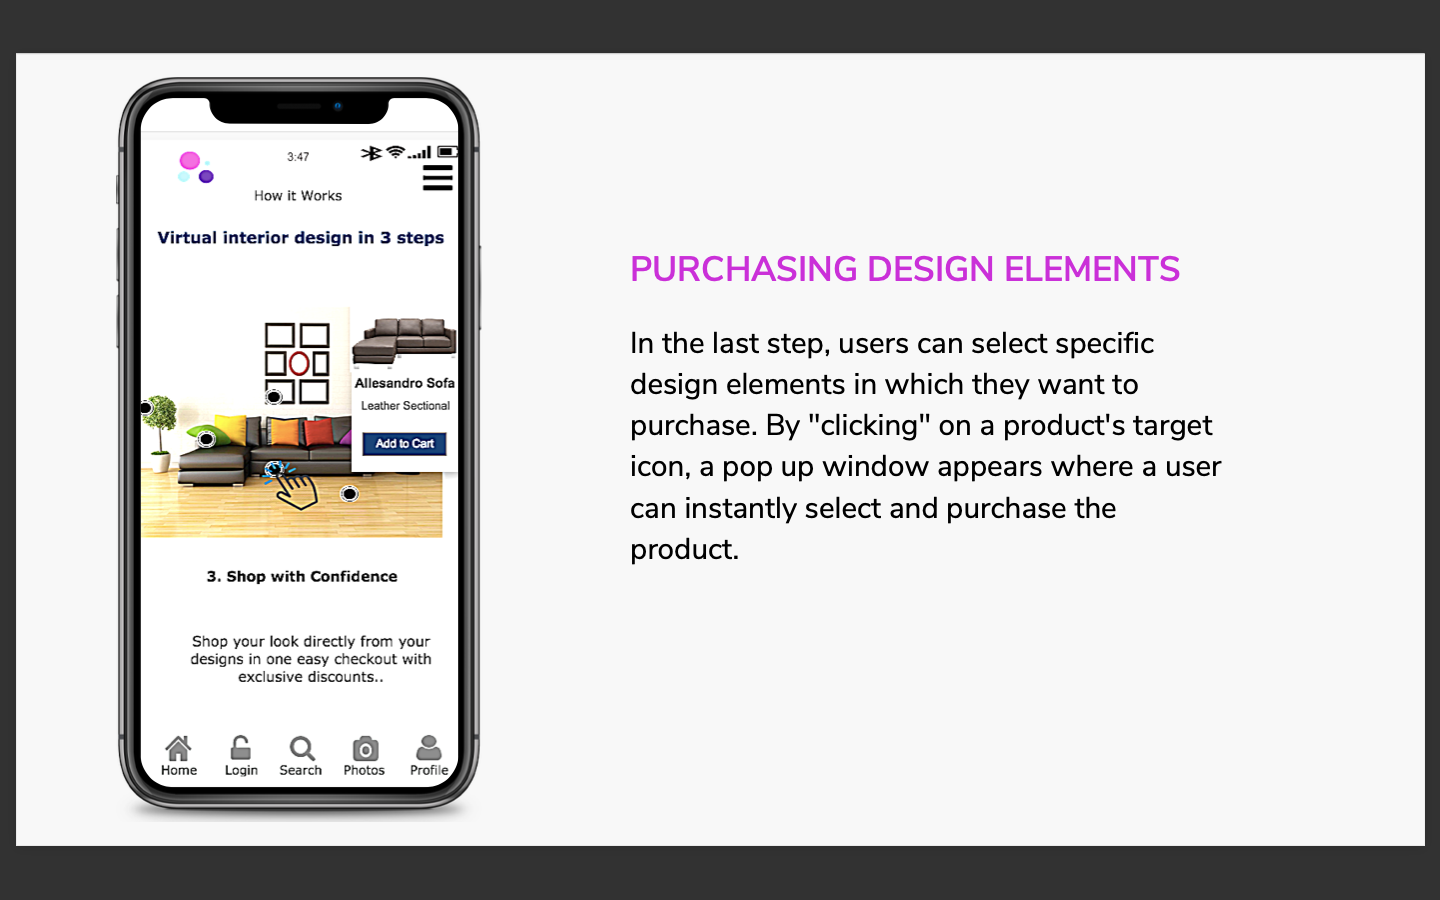 3:47
How it Works
Virtual interior design in 3 steps
Allesandro Sofa
Leather Sectional
Add to Cart
3. Shop with Confidence
Shop your look directly from your
designs in one easy checkout with
exclusive discounts..
Home
Login
Search
Photos
Profile
PURCHASING DESIGN ELEMENTS
In the last step, users can select specific
design elements in which they want to
purchase. By "clicking" on a product's target
icon, a pop up window appears where a user
can instantly select and purchase the
product.